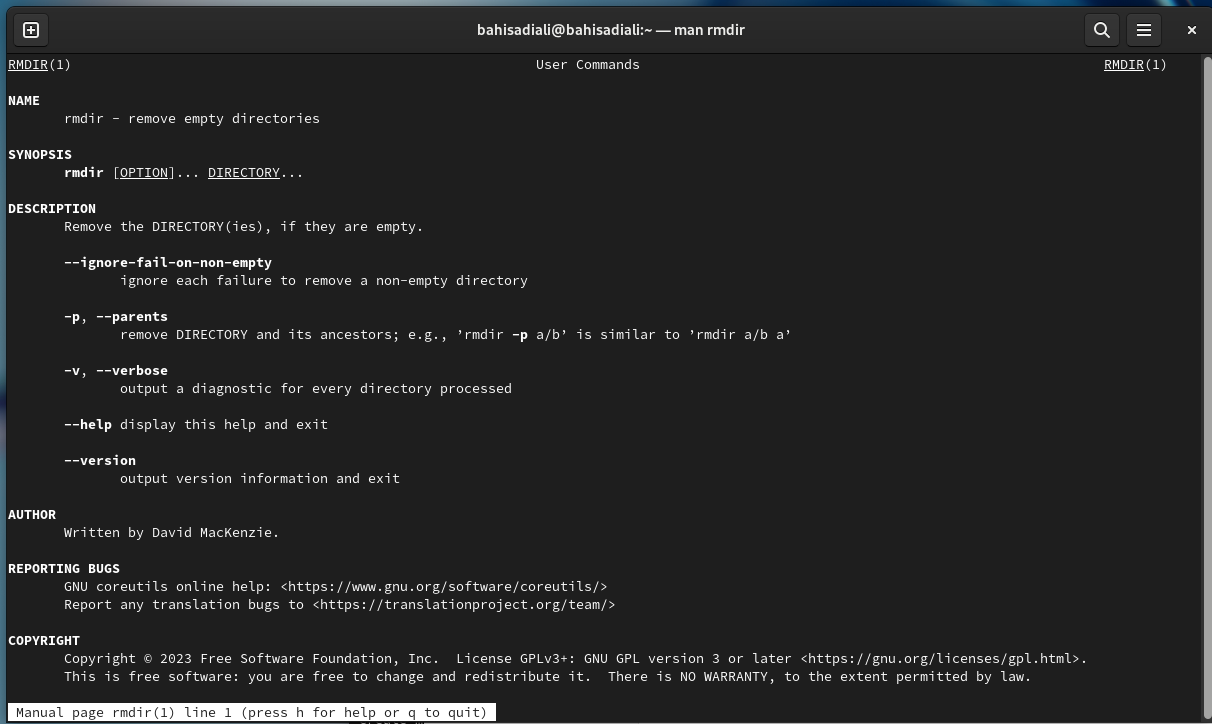 bahisadiali@bahisadiali:~ — man rmdir
RMDIR(1) User Commands RMDIR(1)
NAME
rmdir - remove empty directories
SYNOPSIS
rmdir [OPTION]... DIRECTORY...
DESCRIPTION
Remove the DIRECTORY(ies), if they are empty.
--ignore-fail-on-non-empty
ignore each failure to remove a non-empty directory
-p, --parents
remove DIRECTORY and its ancestors; e.g., ’rmdir -p a/b’ is similar to ’rmdir a/b a’
-v, --verbose
output a diagnostic for every directory processed
--help display this help and exit
--version
output version information and exit
AUTHOR
Written by David MacKenzie.
REPORTING BUGS
GNU coreutils online help: <https://www.gnu.org/software/coreutils/>
Report any translation bugs to <https://translationproject.org/team/>
COPYRIGHT
Copyright © 2023 Free Software Foundation, Inc.  License GPLv3+: GNU GPL version 3 or later <https://gnu.org/licenses/gpl.html>.
This is free software: you are free to change and redistribute it.  There is NO WARRANTY, to the extent permitted by law.
Manual page rmdir(1) line 1 (press h for help or q to quit)